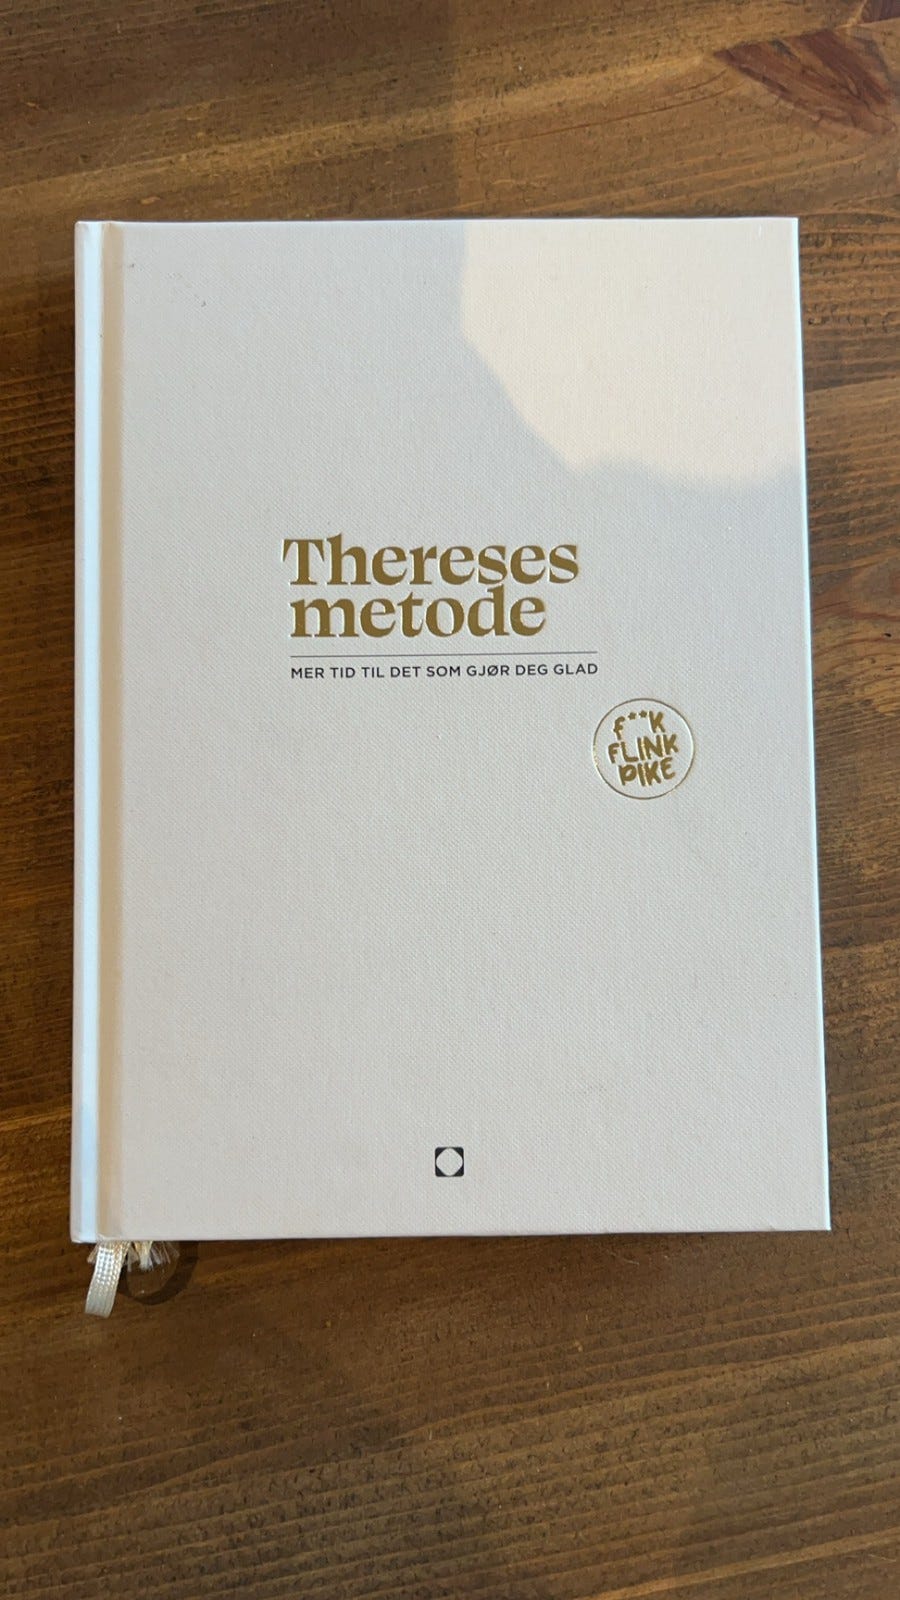 Thereses
metode
MER TID TIL DET SOM GJØR DEG GLAD
F**K
FLINK
PIKE